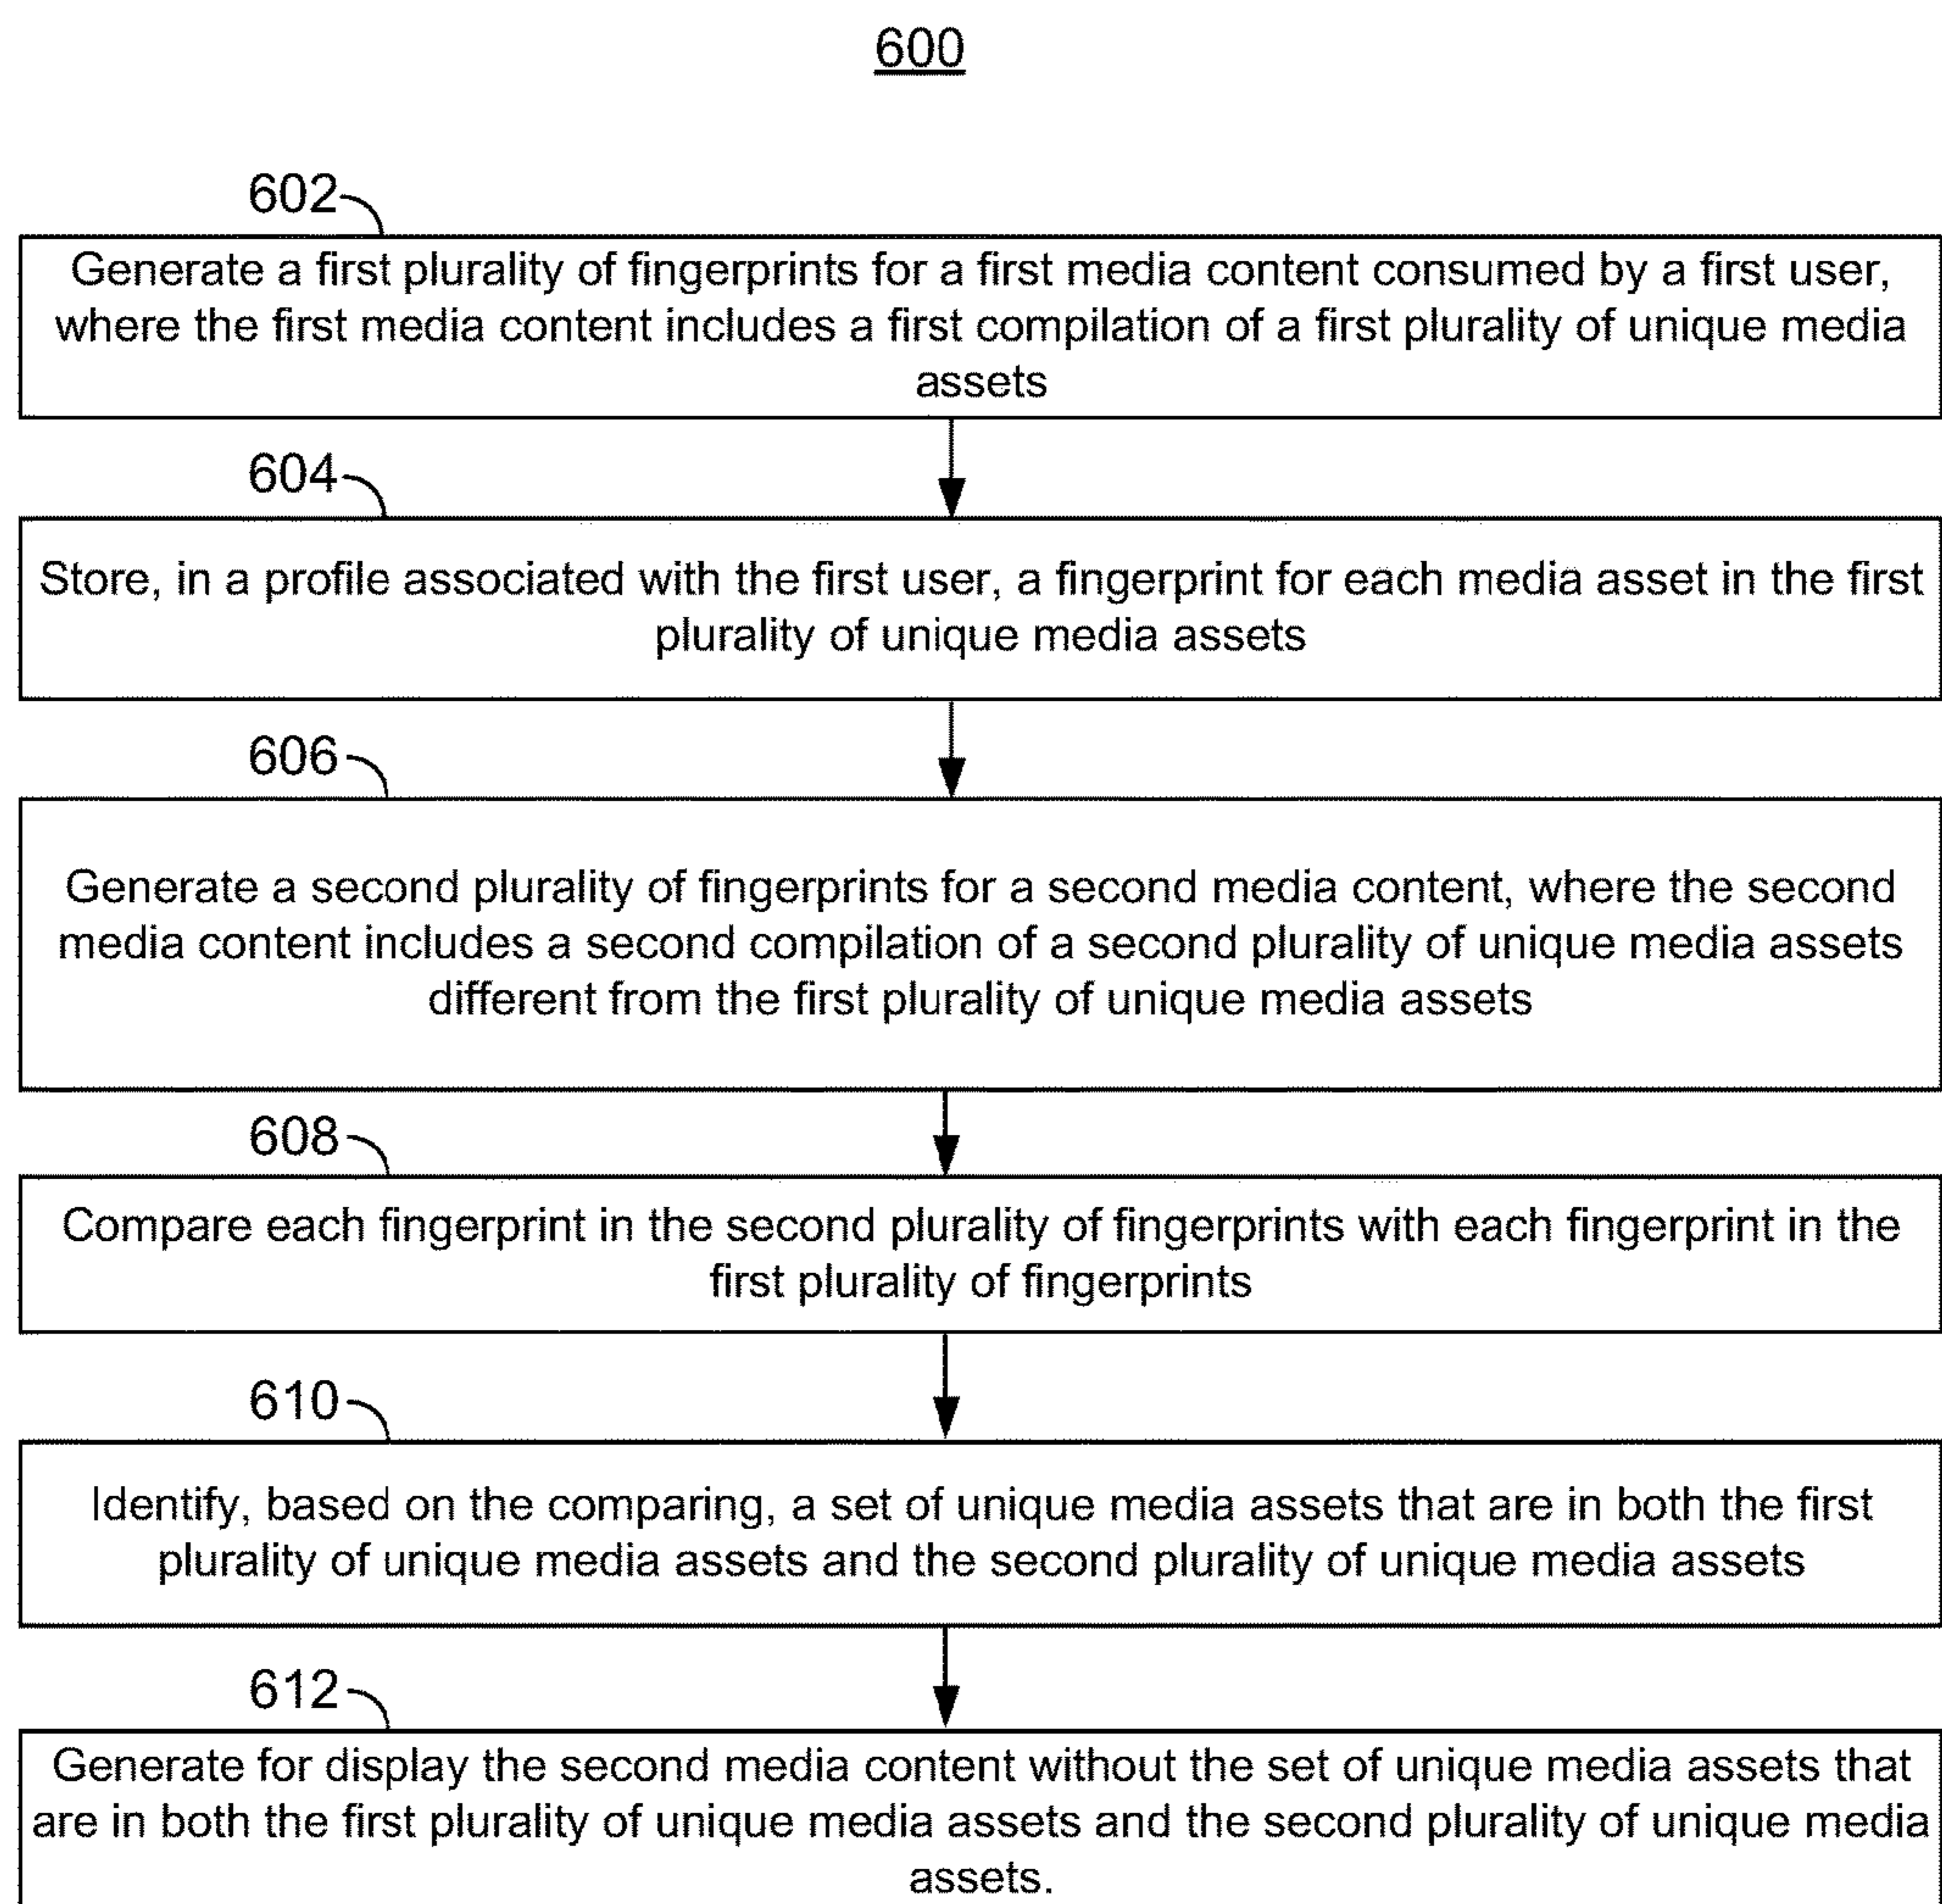 600
602
Generate a first plurality of fingerprints for a first media content consumed by a first user,
where the first media content includes a first compilation of a first plurality of unique media
assets
604
Store, in a profile associated with the first user, a fingerprint for each media asset in the first
plurality of unique media assets
606
Generate a second plurality of fingerprints for a second media content, where the second
media content includes a second compilation of a second plurality of unique media assets
different from the first plurality of unique media assets
608
Compare each fingerprint in the second plurality of fingerprints with each fingerprint in the
first plurality of fingerprints
610
Identify, based on the comparing, a set of unique media assets that are in both the first
plurality of unique media assets and the second plurality of unique media assets
612
Generate for display the second media content without the set of unique media assets that
are in both the first plurality of unique media assets and the second plurality of unique media
assets.